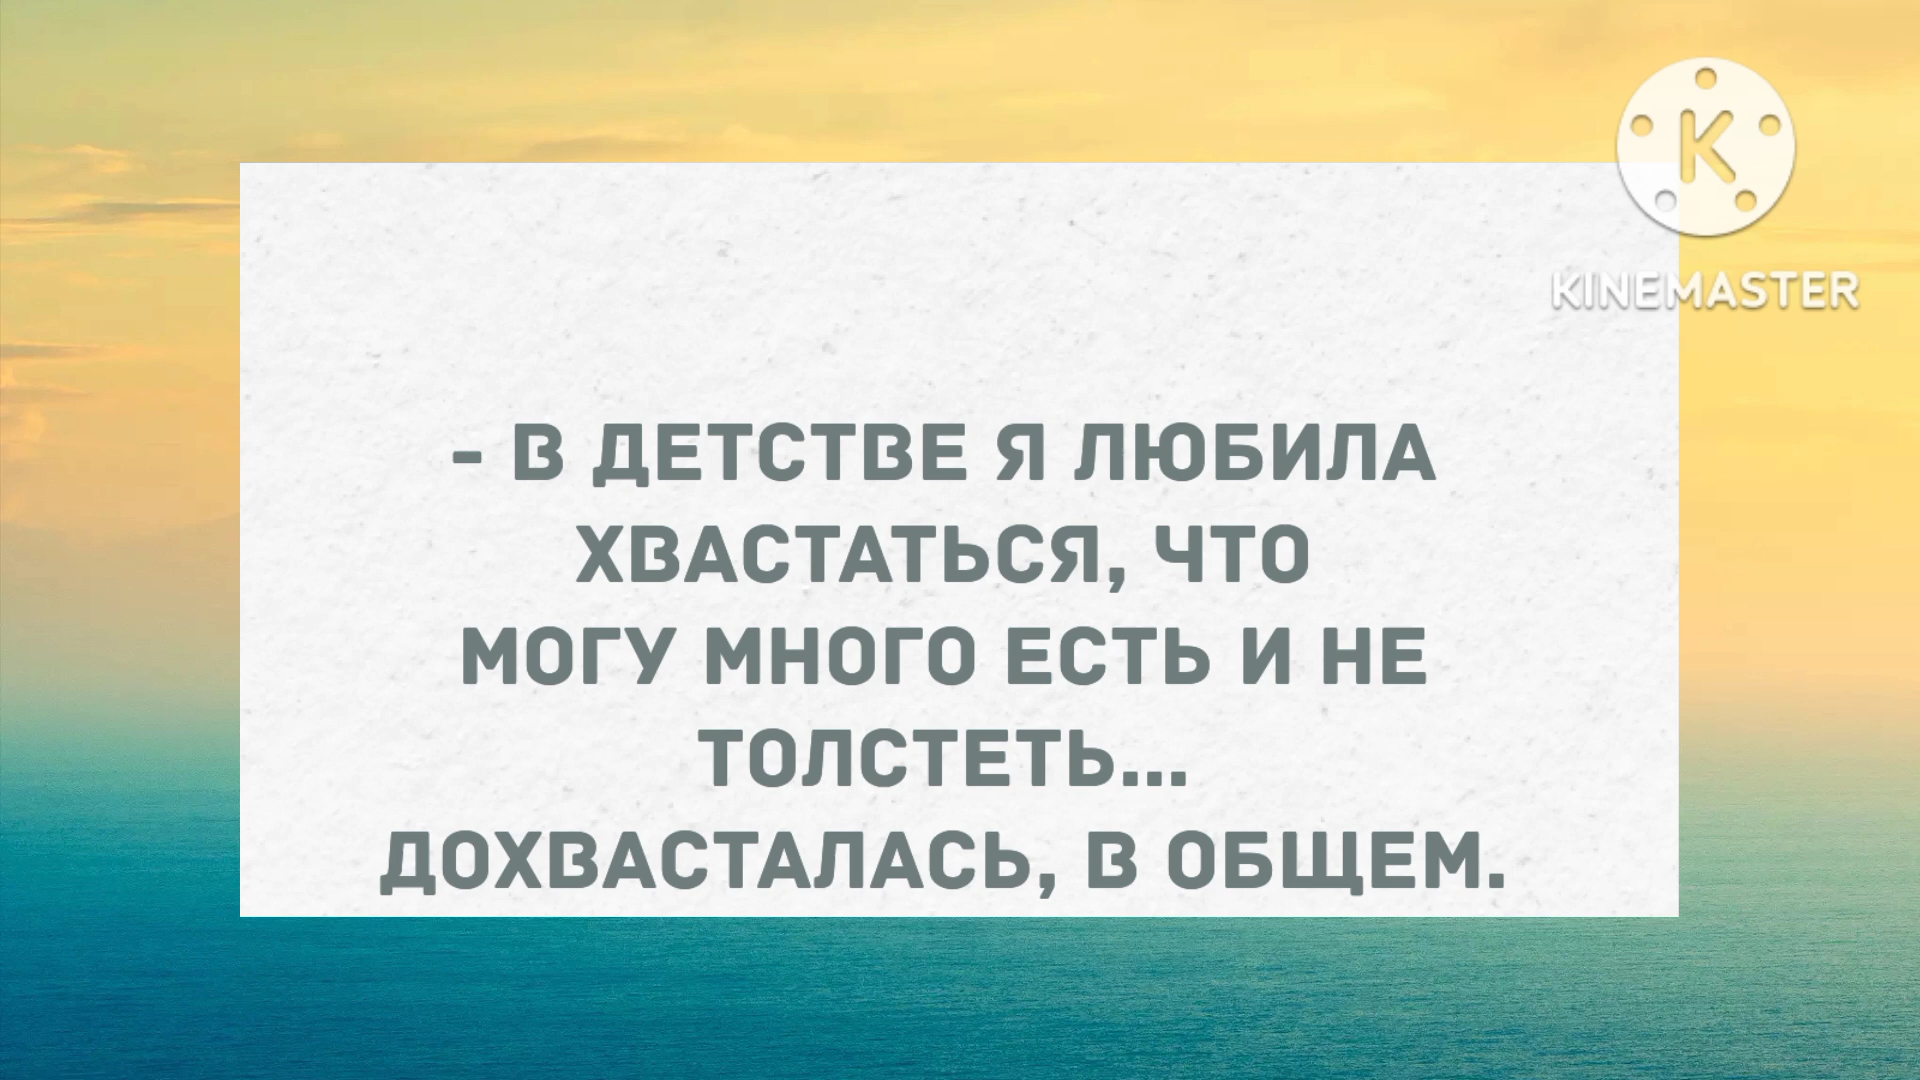 KINEMASTER
- В ДЕТСТВЕ Я ЛЮБИЛА
ХВАСТАТЬСЯ, ЧТО
МОГУ МНОГО ЕСТЬ И НЕ
ТОЛСТЕТЬ...
ДОХВАСТАЛАСЬ, В ОБЩЕМ.